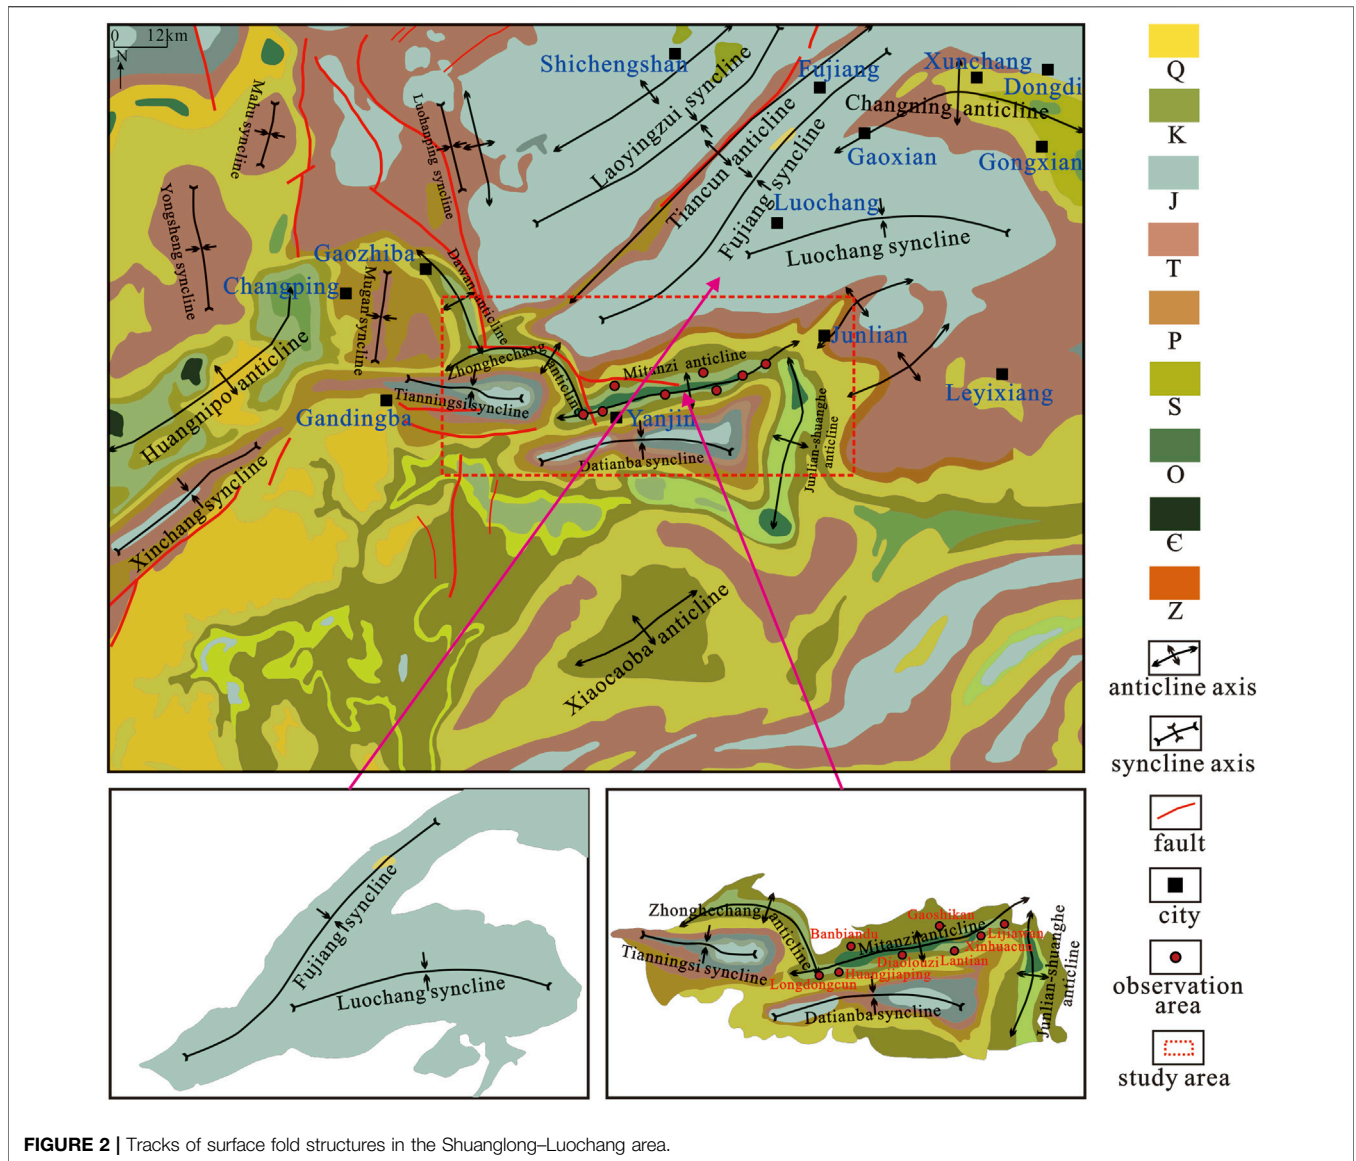 0 12km
N
Shichengshan
Fujiang
Xunchang
Dongdi
Mahu syncline
Luohanping syncline
Laoyingzui syncline
Tiancun anticline
Fujiang syncline
Changning anticline
Gaoxian
Gongxian
Yongsheng syncline
Luochang
Luochang syncline
Gaozhiba
Changping
Mugan syncline
Dawan anticline
Junlian
Huangnipo anticline
Zhonghechang anticline
Mitanzi anticline
Tianningsi syncline
Leyixiang
Gandingba
Yanjin
Datianba syncline
Junlian-shuanghe
anticline
Xinchang syncline
Xiaocaoba anticline
Q
K
J
T
P
S
O
Є
Z
anticline axis
syncline axis
fault
city
observation
area
study area
Fujiang syncline
Luochang syncline
Zhonghechang anticline
Tianningsi syncline
Banbiandu
Gaoshikan
Mitanzi anticline
Lijiawan
Xinhuacun
Diaolouzi
Lantian
Huangjiaping
Longdongcun
Datianba syncline
Junlian-shuanghe
anticline
FIGURE 2 | Tracks of surface fold structures in the Shuanglong–Luochang area.